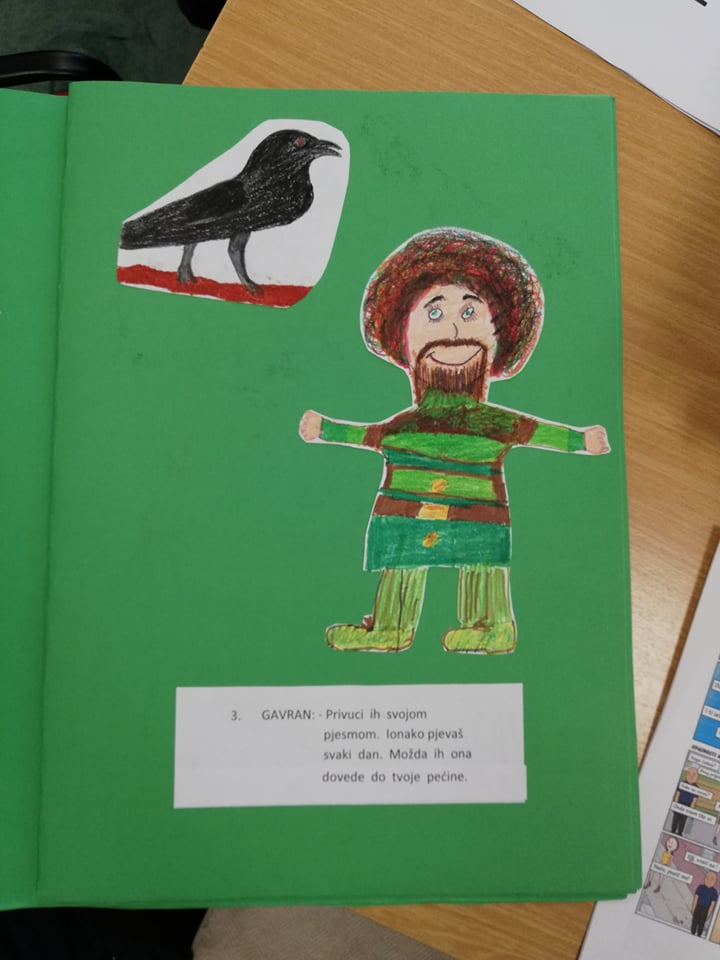 3. GAVRAN: - Privuci ih svojom
pjesmom. Ionako pjevaš
svaki dan. Možda ih ona
dovede do tvoje pećine.